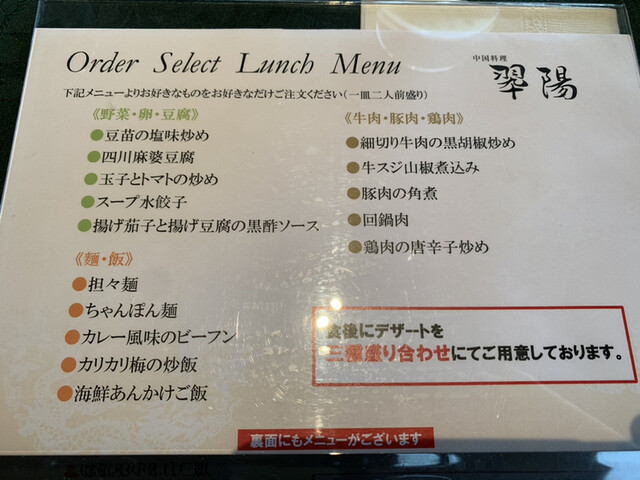 Order Select Lunch Menu
中国料理
翆陽
下記メニューよりお好きなものをお好きなだけご注文ください(一皿二人前盛り)
《野菜・卵・豆腐》
●豆苗の塩味炒め
●四川麻婆豆腐
●玉子とトマトの炒め
●スープ水餃子
●揚げ茄子と揚げ豆腐の黒酢ソース
《麺・飯》
●担々麺
●ちゃんぽん麺
●カレー風味のビーフン
●カリカリ梅の炒飯
●海鮮あんかけご飯
《牛肉・豚肉・鶏肉》
●細切り牛肉の黒胡椒炒め
●牛スジ山椒煮込み
●豚肉の角煮
●回鍋肉
●鶏肉の唐辛子炒め
食後にデザートを
三種盛り合わせにてご用意しております。
裏面にもメニューがございます